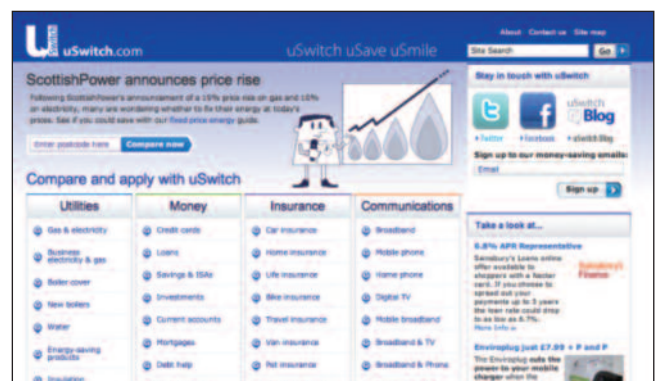 About Contact us Site map
uSwitch.com
uSwitch uSave uSmile
Site Search Go
ScottishPower announces price rise
Following ScottishPower's announcement of a 19% price rise on gas and 10%
on electricity, many are wondering whether to fix their energy at today's
prices. See if you could save with our fixed price energy guide.
Enter postcode here Compare now
Stay in touch with uSwitch
uSwitch
Blog
Twitter Facebook uSwitch Blog
Sign up to our money-saving emails:
Email
Sign up
Compare and apply with uSwitch
Utilities
Gas & electricity
Business
electricity & gas
Boiler cover
New boilers
Water
Energy-saving
products
Insulation
Money
Credit cards
Loans
Savings & ISAs
Investments
Current accounts
Mortgages
Debt help
Insurance
Car insurance
Home insurance
Life insurance
Bike insurance
Travel insurance
Van insurance
Pet insurance
Communications
Broadband
Mobile phone
Home phone
Digital TV
Mobile broadband
Broadband & TV
Broadband & Phone
Take a look at...
6.8% APR Representative
Sainsbury's Loans online
offer available to
shoppers with a Nectar
card. If you choose to
spread out your
payments up to 3 years
the loan rate could drop
to as low as 6.7%.
More info
Sainsbury's
Finance
Enviroplug just £7.99 + P and P
The Enviroplug cuts the
power to your mobile
charger when the